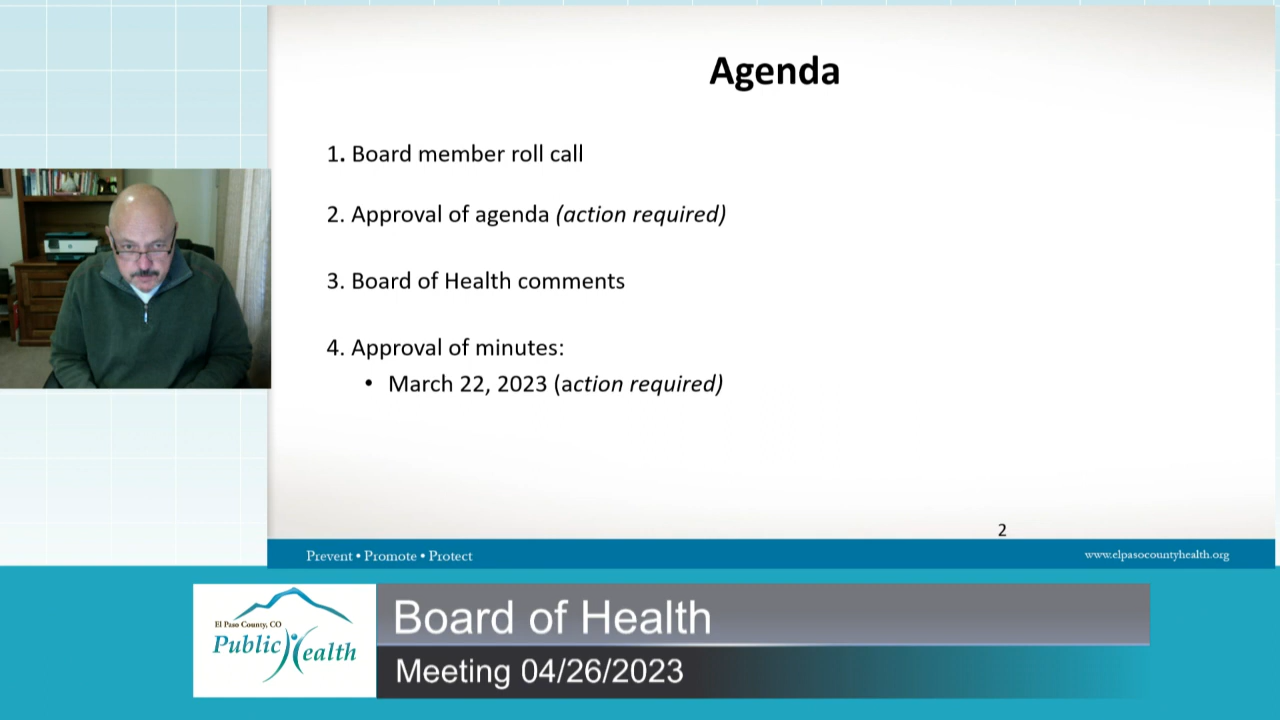 Agenda
1. Board member roll call
2. Approval of agenda (action required)
3. Board of Health comments
4. Approval of minutes:
• March 22, 2023 (action required)
2
Prevent • Promote • Protect
www.elpasocountyhealth.org
El Paso County, CO
Public Health
Board of Health
Meeting 04/26/2023